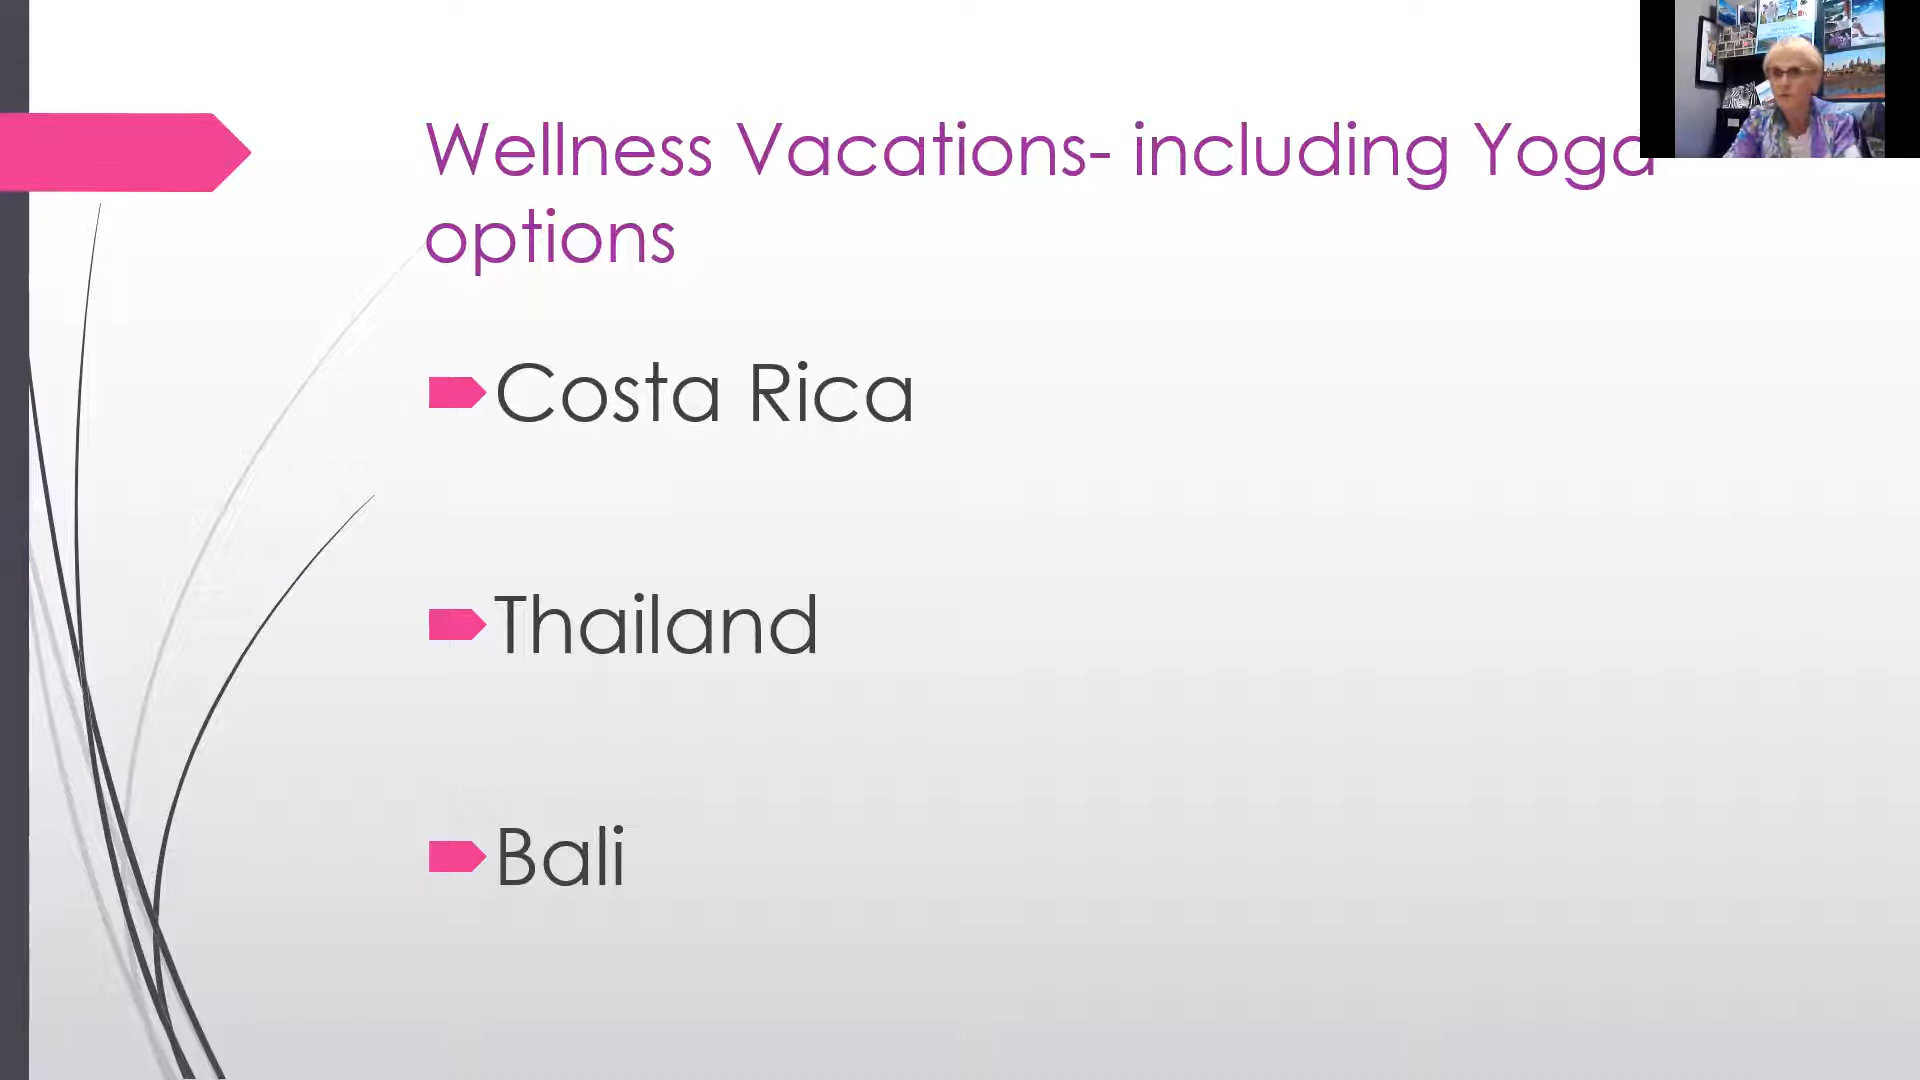 Wellness Vacations- including Yoga
options
Costa Rica
Thailand
Bali